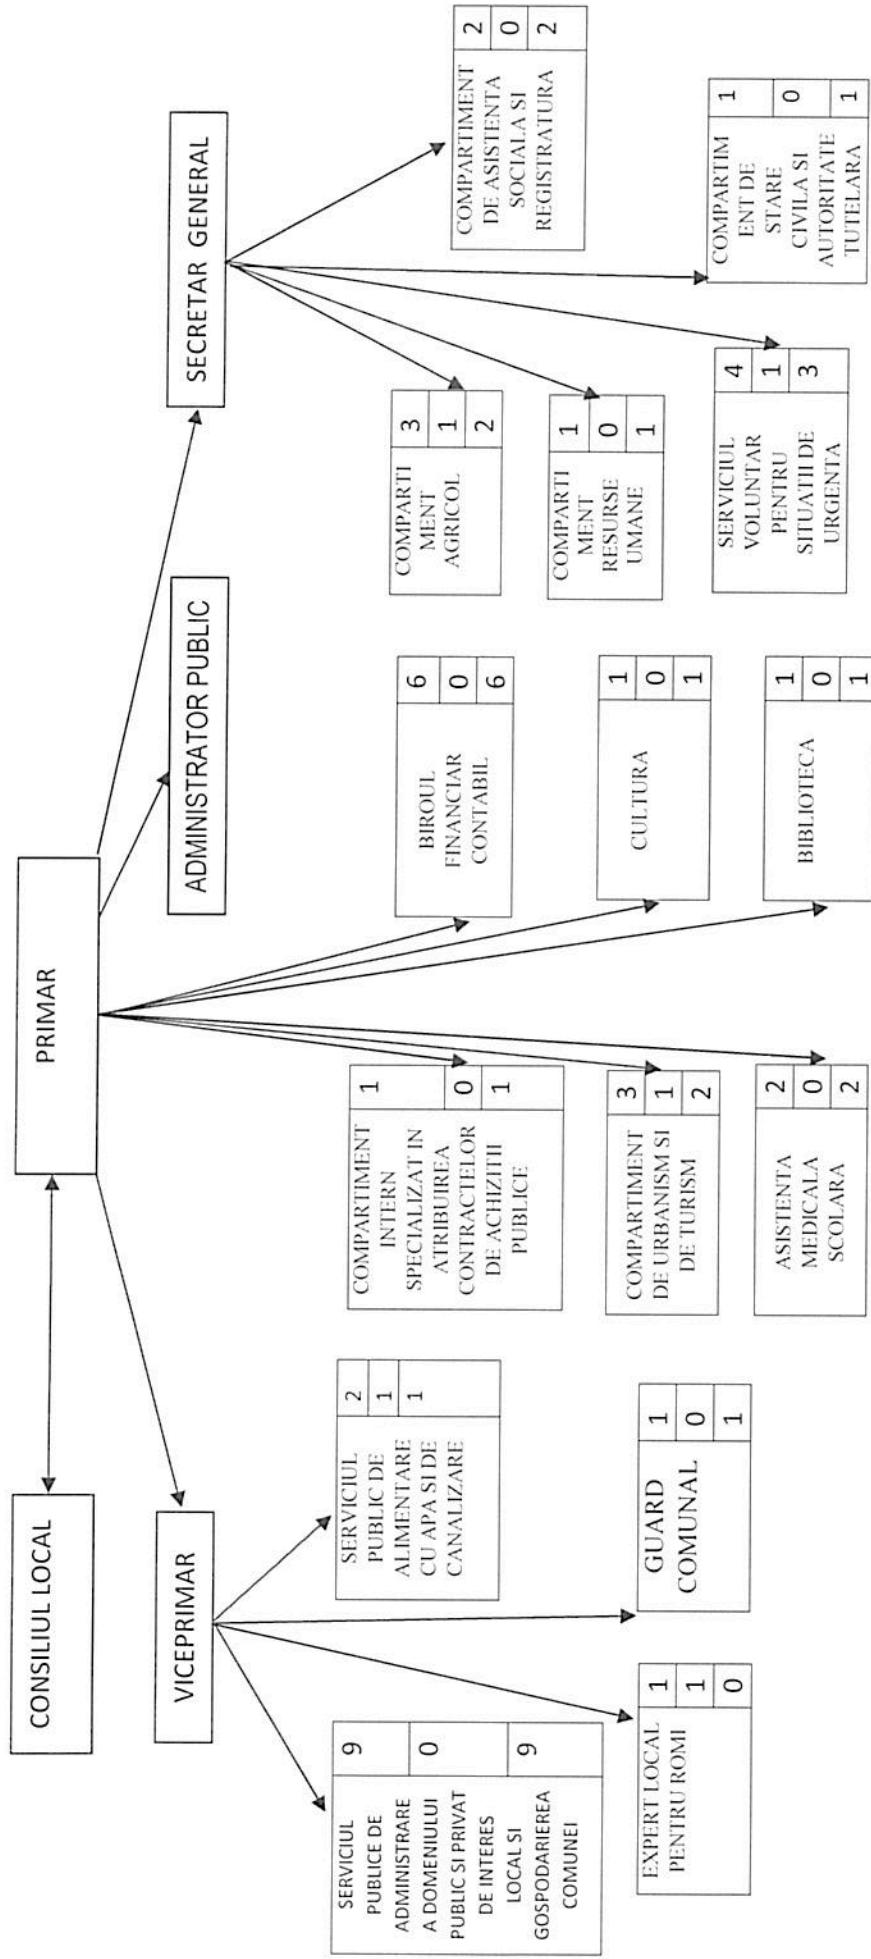 CONSILIUL LOCAL
PRIMAR
VICEPRIMAR
ADMINISTRATOR PUBLIC
SECRETAR GENERAL
SERVICIUL
PUBLICE DE
ADMINISTRARE
A DOMENIULUI
PUBLIC SI PRIVAT
DE INTERES
LOCAL SI
GOSPODARIEREA
COMUNEI
9
0
9
SERVICIUL
PUBLIC DE
ALIMENTARE
CU APA SI DE
CANALIZARE
2
1
1
EXPERT LOCAL
PENTRU ROMI
1
1
0
GUARD
COMUNAL
1
0
1
COMPARTIMENT
INTERN
SPECIALIZAT IN
ATRIBUIREA
CONTRACTELOR
DE ACHIZITII
PUBLICE
1
0
1
COMPARTIMENT
DE URBANISM SI
DE TURISM
3
1
2
ASISTENTA
MEDICALA
SCOLARA
2
0
2
BIROUL
FINANCIAR
CONTABIL
6
0
6
CULTURA
1
0
1
BIBLIOTECA
1
0
1
COMPARTI
MENT
AGRICOL
3
1
2
COMPARTI
MENT
RESURSE
UMANE
1
0
1
SERVICIUL
VOLUNTAR
PENTRU
SITUATII DE
URGENTA
4
1
3
COMPARTIMENT
DE ASISTENTA
SOCIALA SI
REGISTRATURA
2
0
2
COMPARTIM
ENT DE
STARE
CIVILA SI
AUTORITATE
TUTELARA
1
0
1